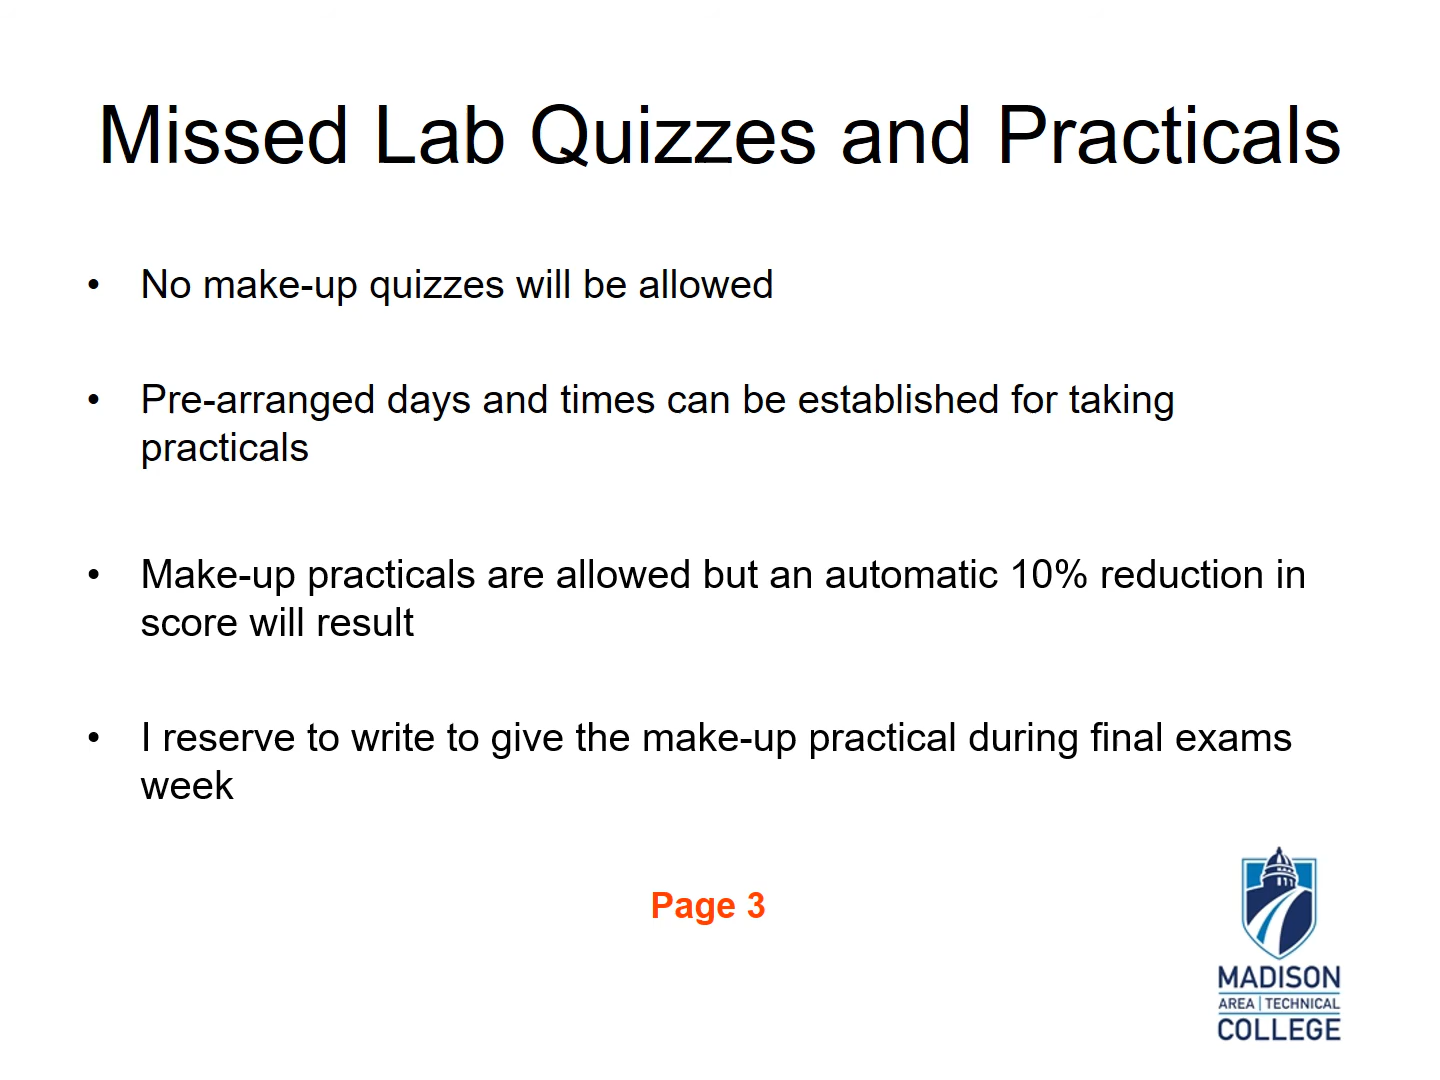 Missed Lab Quizzes and Practicals
• No make-up quizzes will be allowed
• Pre-arranged days and times can be established for taking
practicals
• Make-up practicals are allowed but an automatic 10% reduction in
score will result
• I reserve to write to give the make-up practical during final exams
week
Page 3
MADISON
AREA | TECHNICAL
COLLEGE